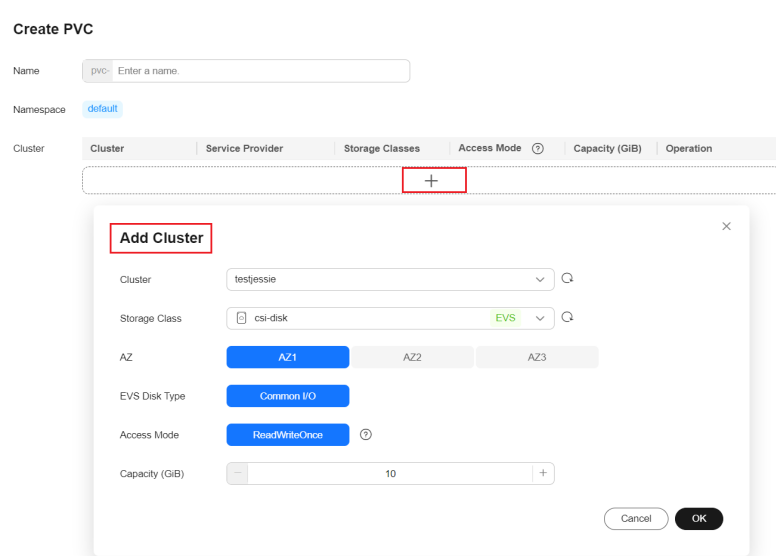 Create PVC
Name pvc- Enter a name.
Namespace default
Cluster Cluster Service Provider Storage Classes Access Mode ? Capacity (GiB) Operation
+
Add Cluster ×
Cluster testjessie
Storage Class csi-disk EVS
AZ AZ1 AZ2 AZ3
EVS Disk Type Common I/O
Access Mode ReadWriteOnce ?
Capacity (GiB) − 10 +
Cancel OK